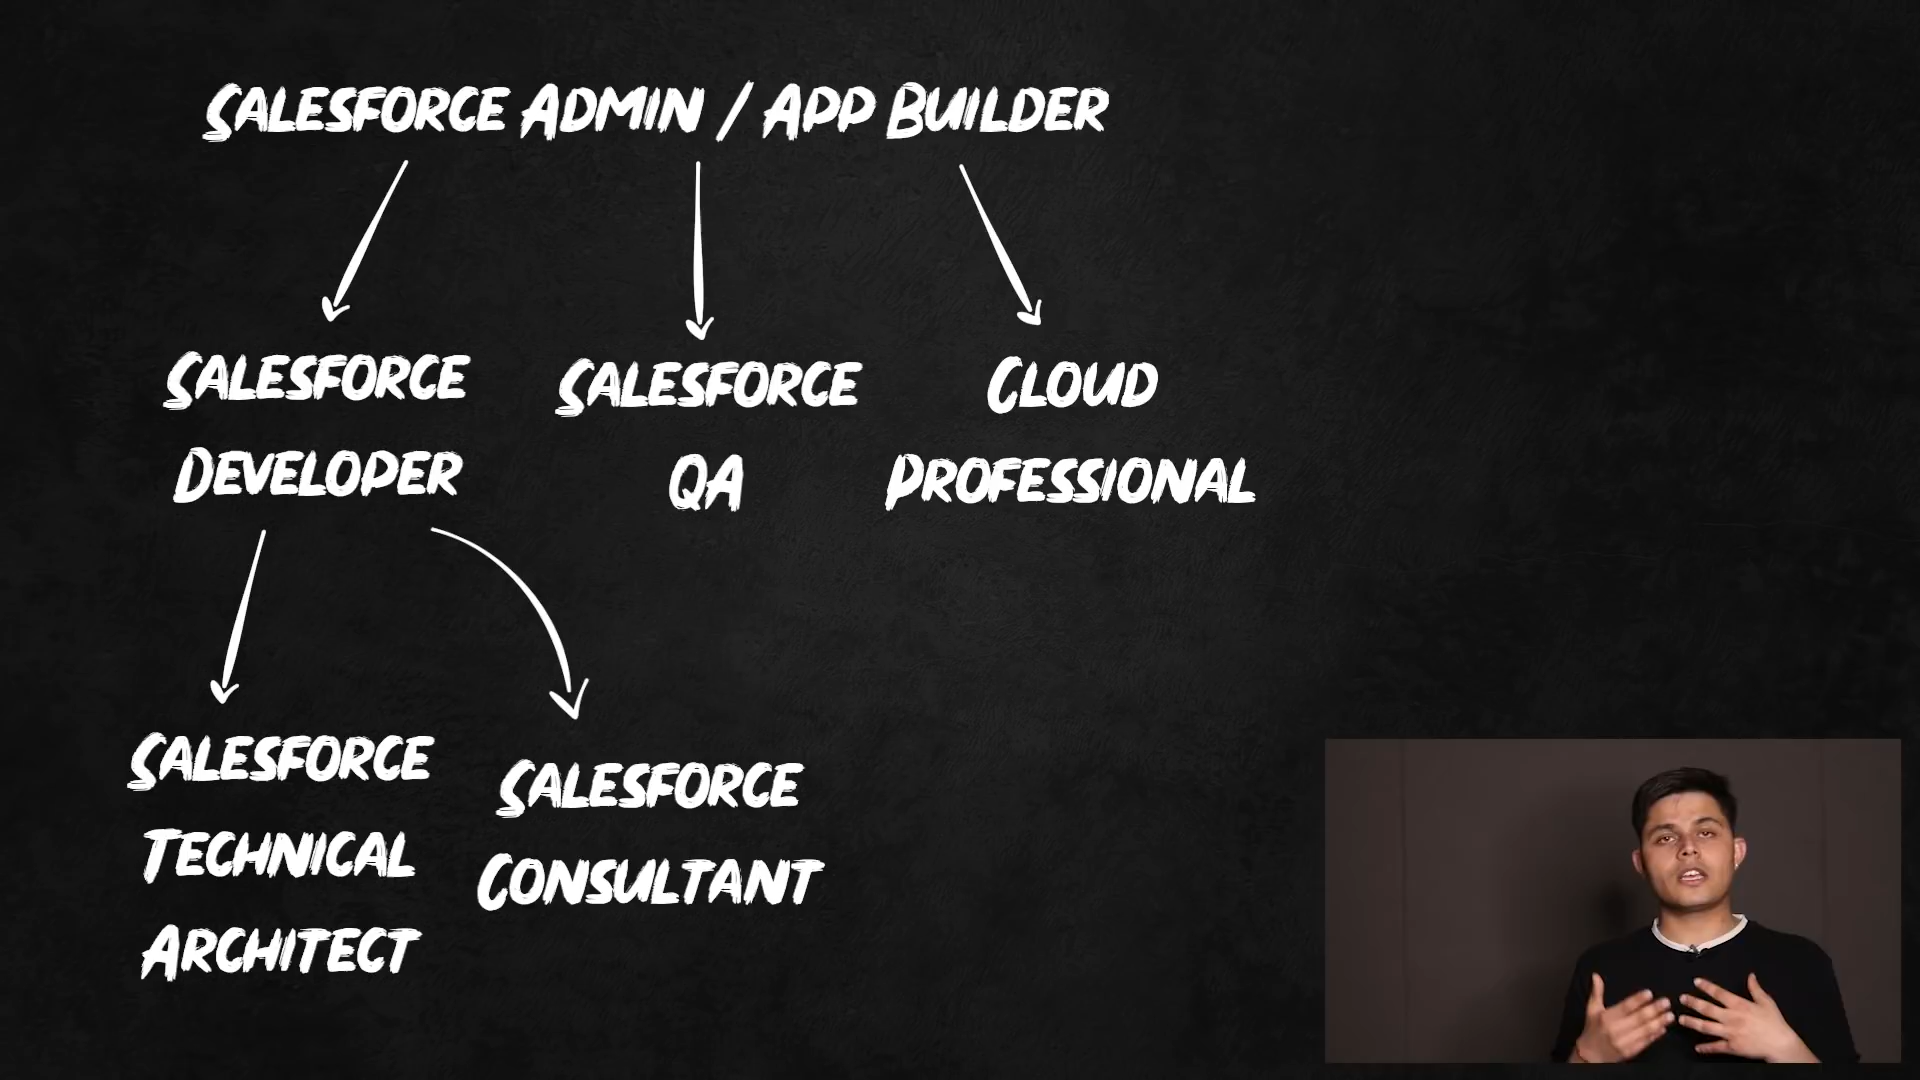 Salesforce Admin / App Builder
Salesforce
Developer
Salesforce
QA
Cloud
Professional
Salesforce
Technical
Architect
Salesforce
Consultant